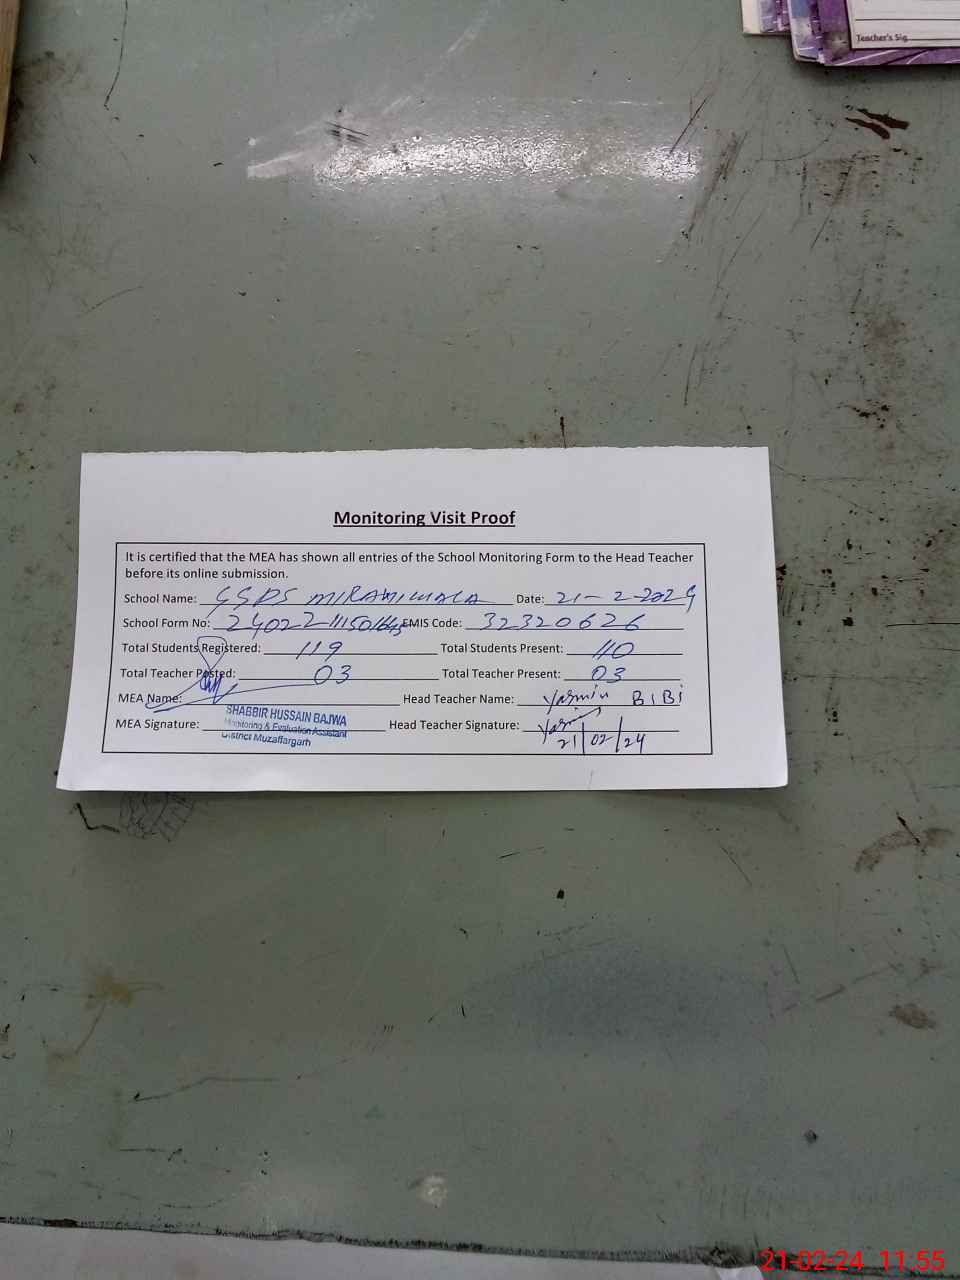 Teacher's Sig
Monitoring Visit Proof
It is certified that the MEA has shown all entries of the School Monitoring Form to the Head Teacher
before its online submission.
School Name: GGPS MIRAMIWALA Date: 21-2-2024
School Form No: EMIS Code: 32320626
Total Students Registered: 119 Total Students Present: 110
Total Teacher Posted: 03 Total Teacher Present: 03
MEA Name: Head Teacher Name: Yasmin BIBI
SHABBIR HUSSAIN BAJWA
MEA Signature: Monitoring & Evaluation Assistant Head Teacher Signature:
District Muzaffargarh 21/02/24
21-02-24 11:55